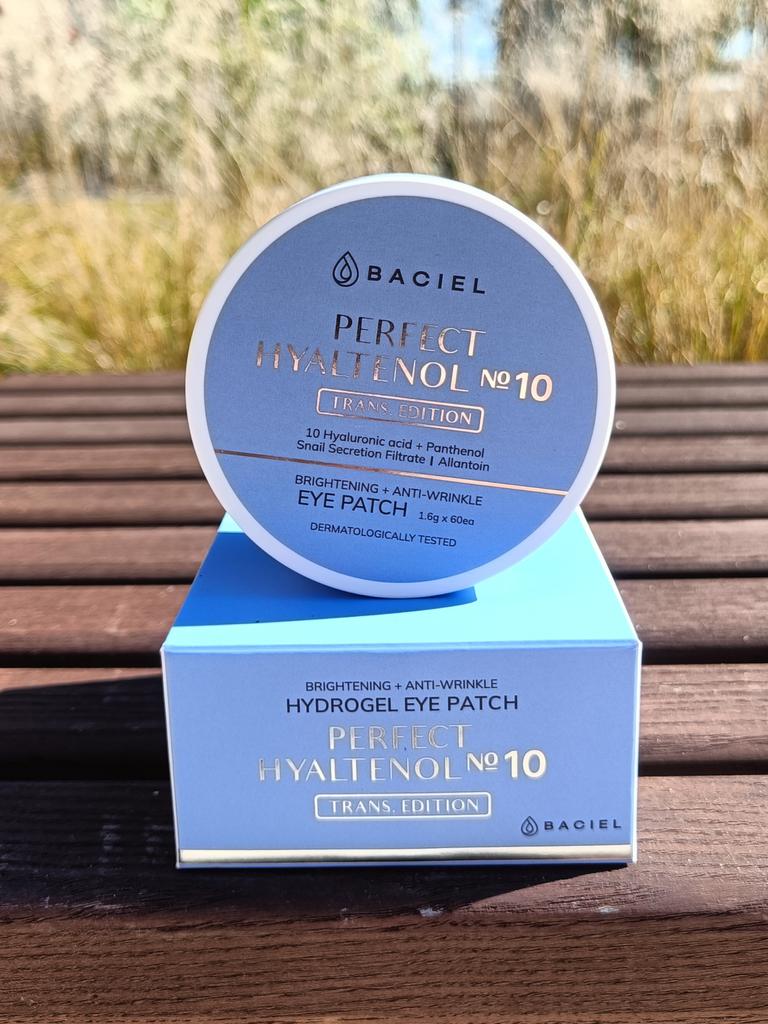 BACIEL
PERFECT
HYALTENOL Nº10
TRANS. EDITION
10 Hyaluronic acid + Panthenol
Snail Secretion Filtrate | Allantoin
BRIGHTENING + ANTI-WRINKLE
EYE PATCH 1.6g x 60ea
DERMATOLOGICALLY TESTED
BRIGHTENING + ANTI-WRINKLE
HYDROGEL EYE PATCH
PERFECT
HYALTENOL Nº10
TRANS. EDITION
BACIEL